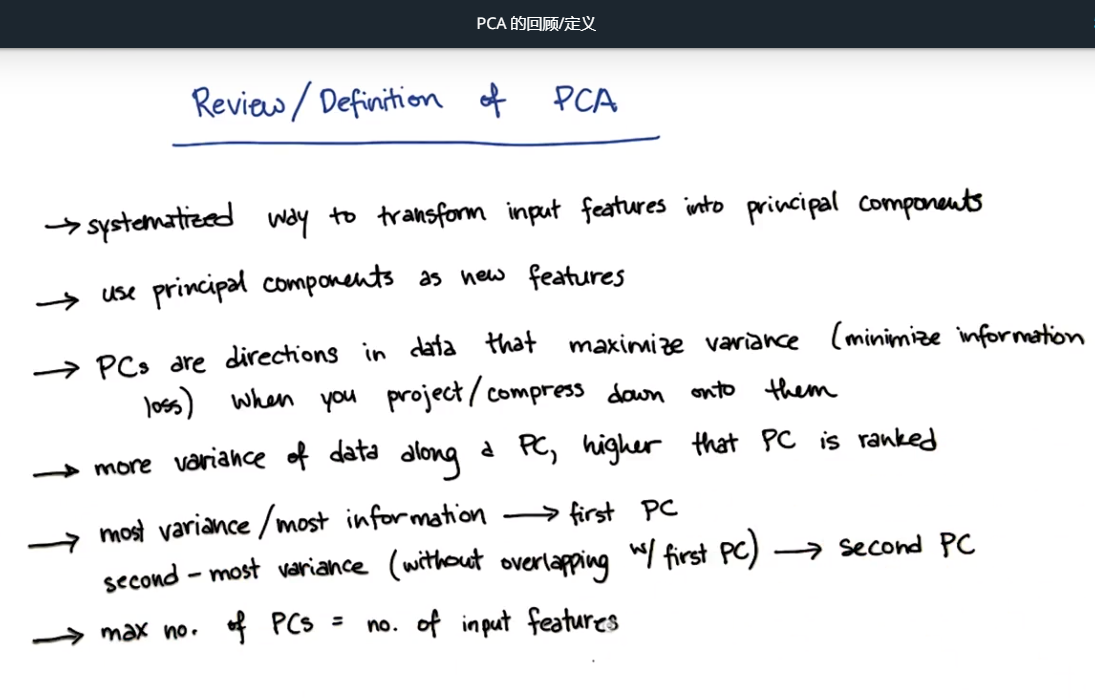 PCA 的回顾/定义
Review/Definition of PCA
→ systematized way to transform input features into principal components
→ use principal components as new features
→ PCs are directions in data that maximize variance (minimize information
loss) when you project/compress down onto them
→ more variance of data along a PC, higher that PC is ranked
→ most variance/most information → first PC
second-most variance (without overlapping w/ first PC) → second PC
→ max no. of PCs = no. of input features